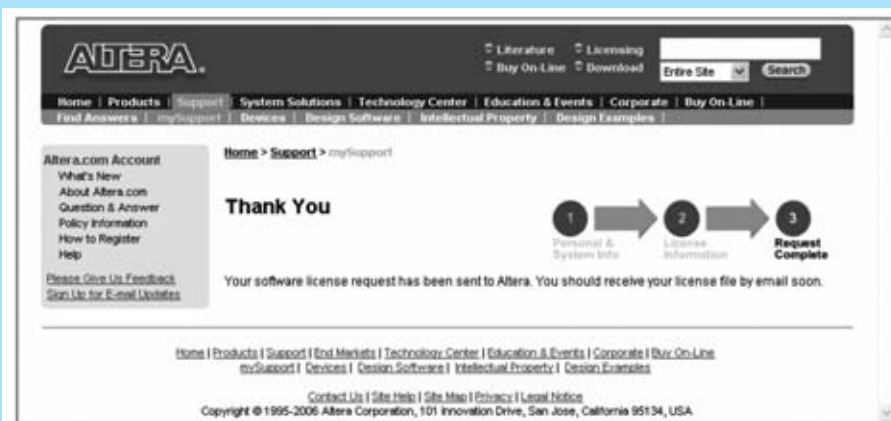 ALTERA.
Literature Licensing
Buy On-Line Download
Entire Site Search
Home | Products | Support | System Solutions | Technology Center | Education & Events | Corporate | Buy On-Line |
Find Answers | mySupport | Devices | Design Software | Intellectual Property | Design Examples |
Home > Support > mySupport
Altera.com Account
What's New
About Altera.com
Question & Answer
Policy Information
How to Register
Help
Please Give Us Feedback
Sign Up for E-mail Updates
Thank You
1 2 3
Personal & System Info
License Information
Request Complete
Your software license request has been sent to Altera. You should receive your license file by email soon.
Home | Products | Support | End Markets | Technology Center | Education & Events | Corporate | Buy On-Line
mySupport | Devices | Design Software | Intellectual Property | Design Examples
Contact Us | Site Help | Site Map | Privacy | Legal Notice
Copyright © 1995-2006 Altera Corporation, 101 Innovation Drive, San Jose, California 95134, USA